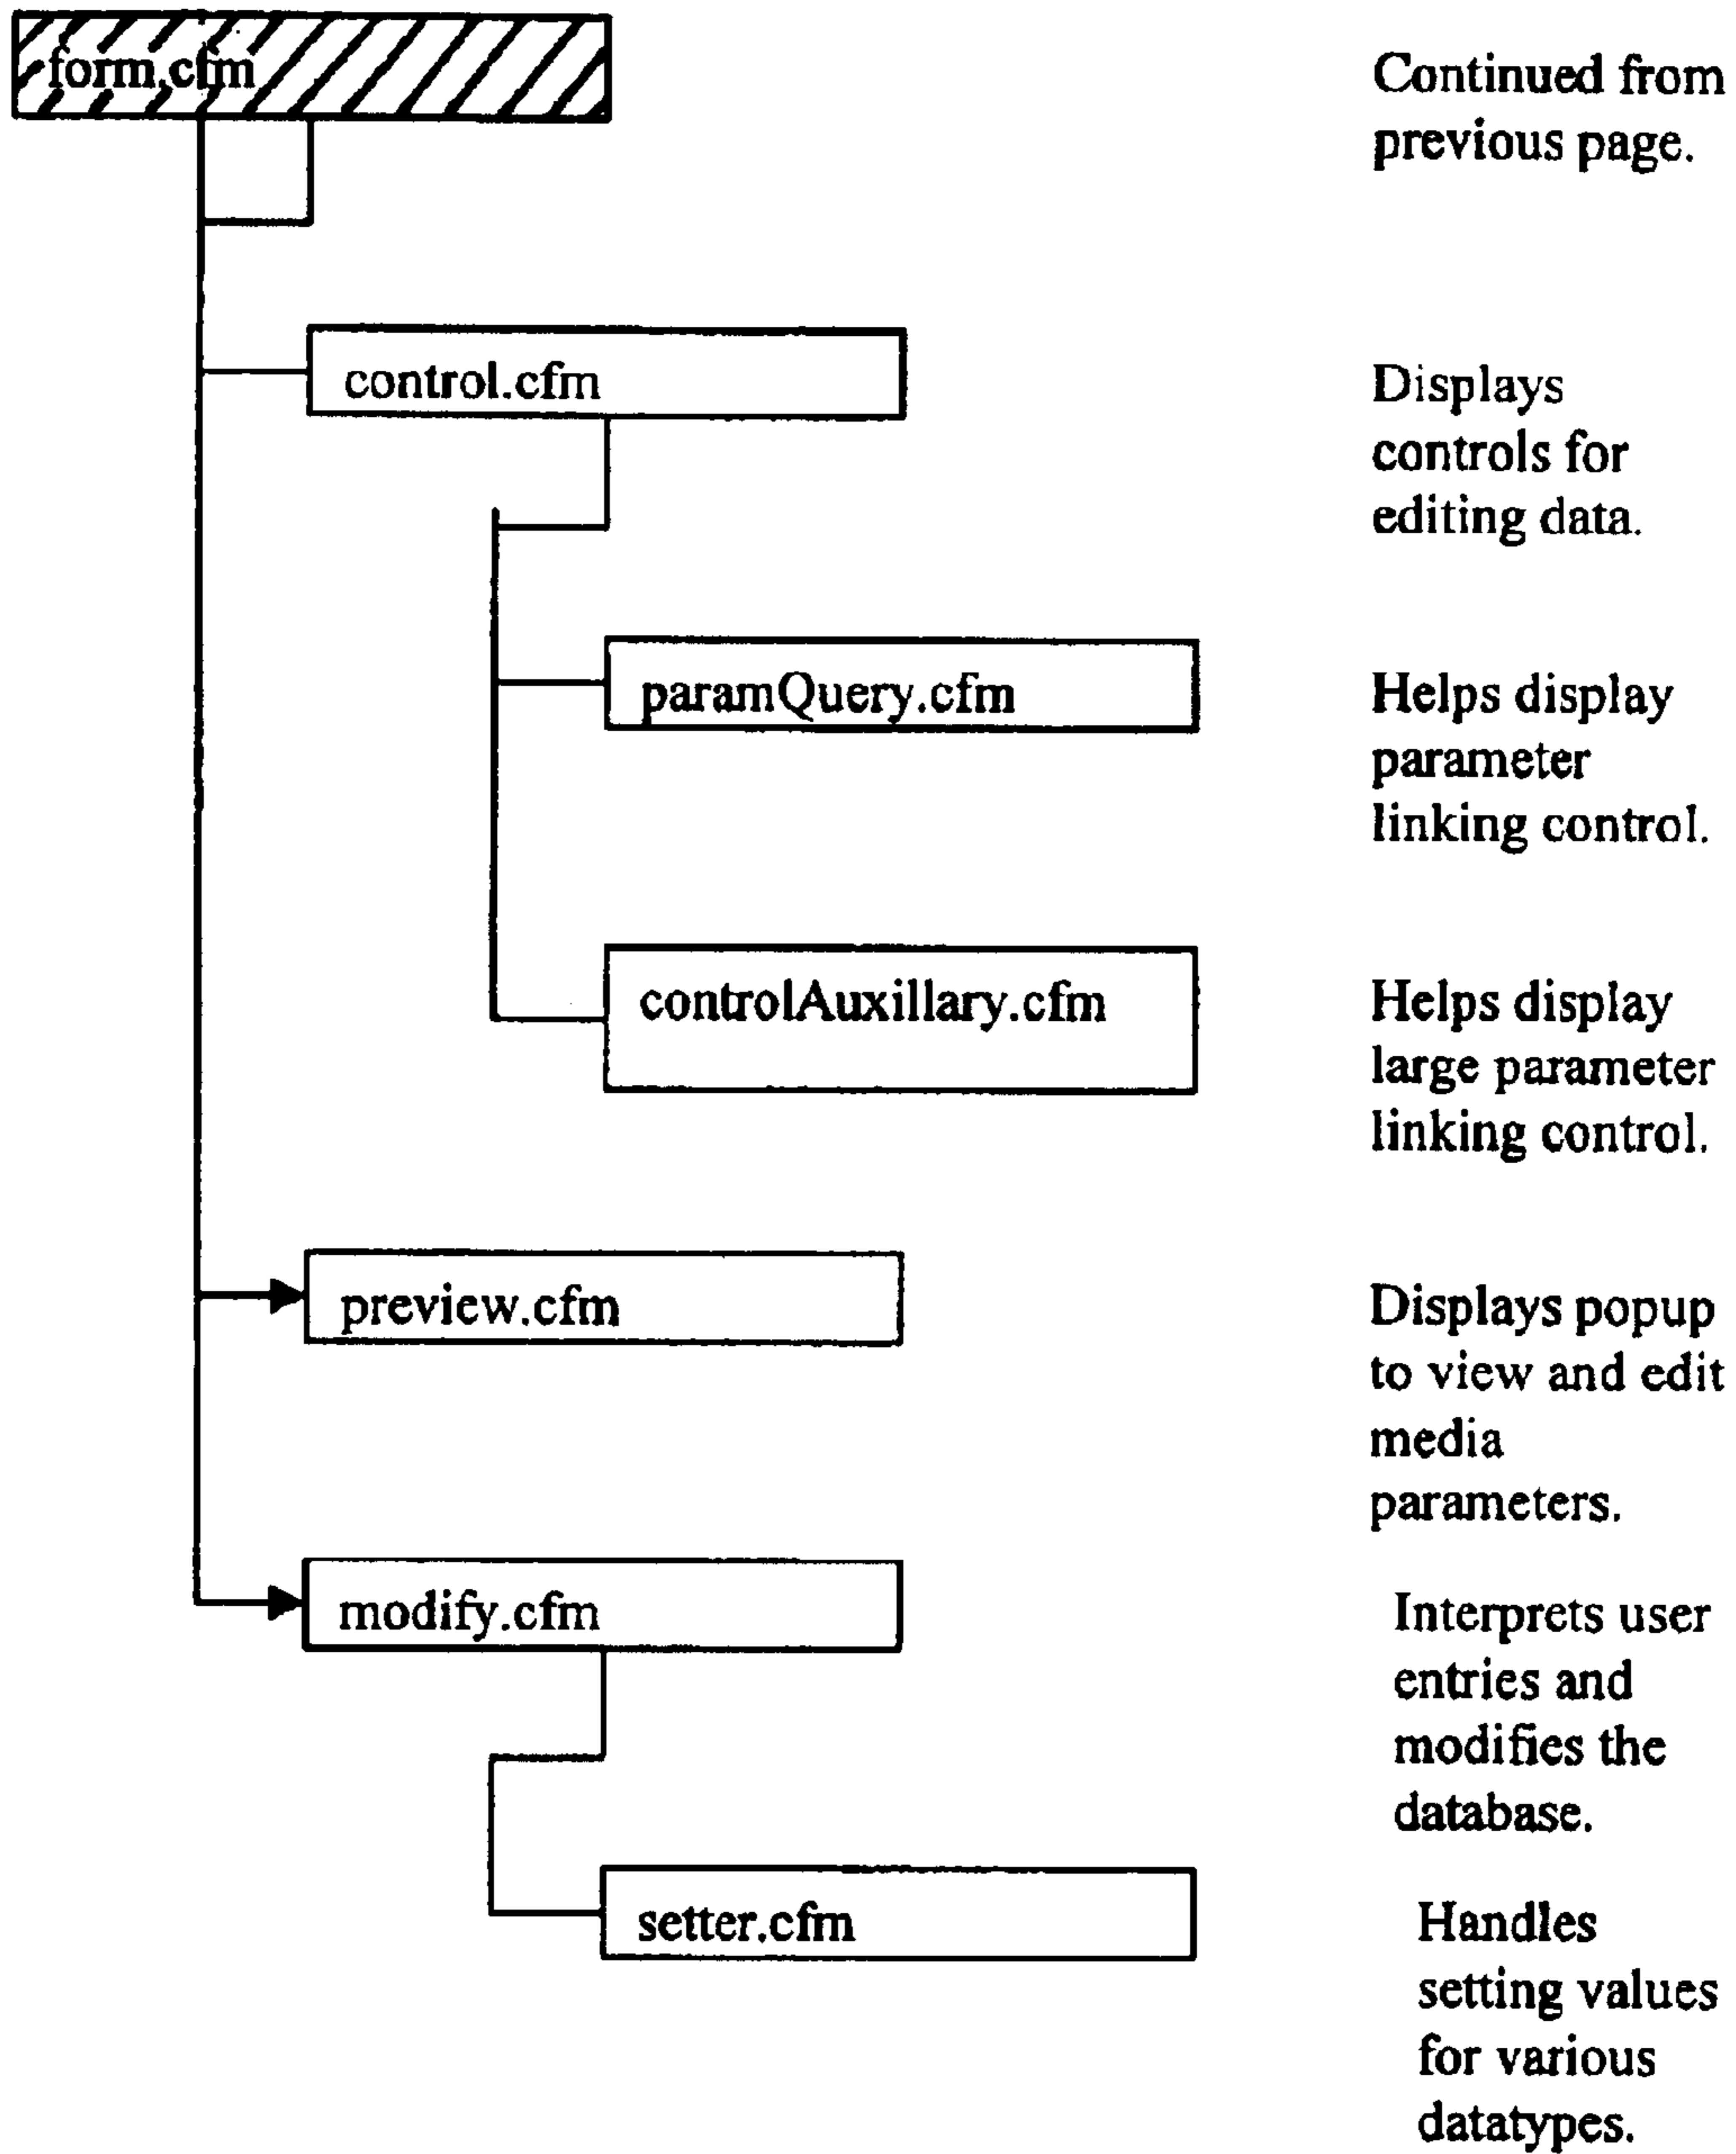 form.cfm
Continued from
previous page.
control.cfm
Displays
controls for
editing data.
paramQuery.cfm
Helps display
parameter
linking control.
controlAuxillary.cfm
Helps display
large parameter
linking control.
preview.cfm
Displays popup
to view and edit
media
parameters.
modify.cfm
Interprets user
entries and
modifies the
database.
setter.cfm
Handles
setting values
for various
datatypes.